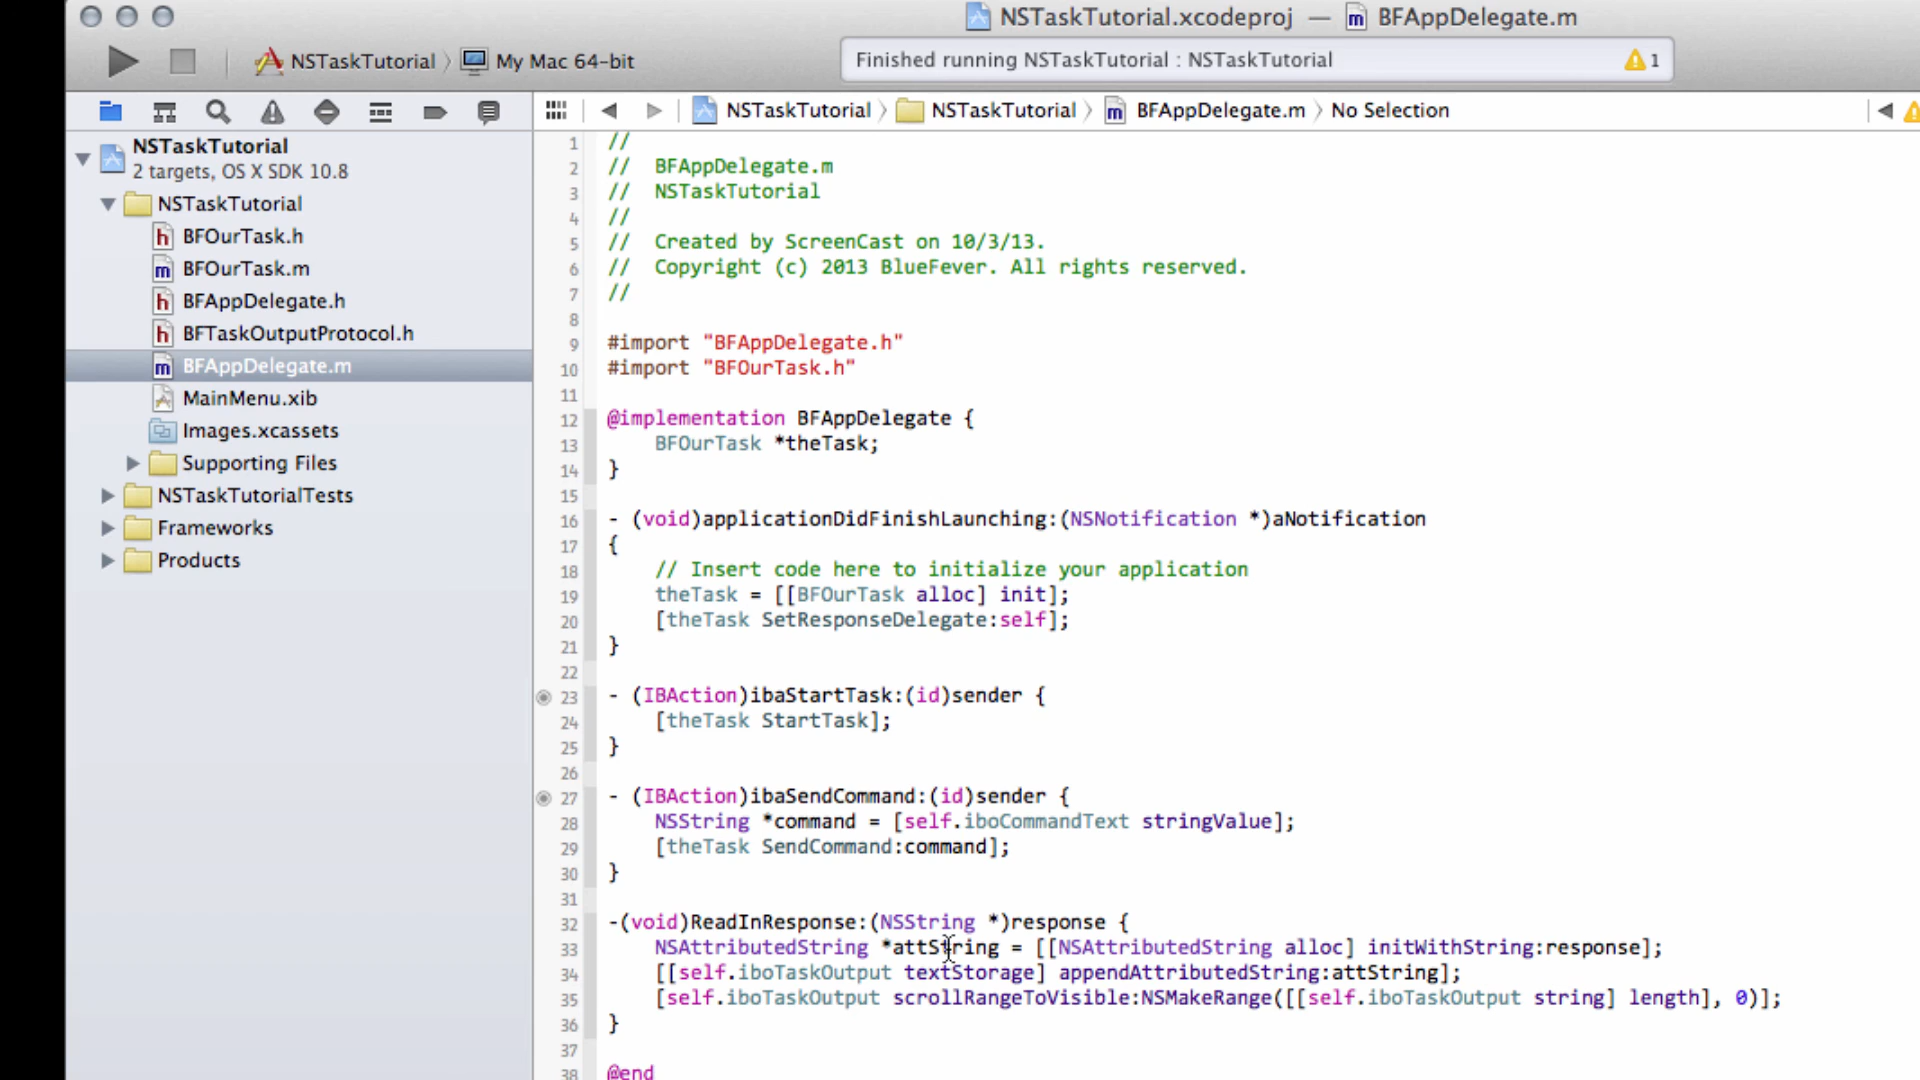 NSTaskTutorial.xcodeproj — BFAppDelegate.m
NSTaskTutorial My Mac 64-bit
Finished running NSTaskTutorial : NSTaskTutorial 1
NSTaskTutorial NSTaskTutorial BFAppDelegate.m No Selection
NSTaskTutorial
2 targets, OS X SDK 10.8
NSTaskTutorial
BFOurTask.h
BFOurTask.m
BFAppDelegate.h
BFTaskOutputProtocol.h
BFAppDelegate.m
MainMenu.xib
Images.xcassets
Supporting Files
NSTaskTutorialTests
Frameworks
Products
1 //
2 //  BFAppDelegate.m
3 //  NSTaskTutorial
4 //
5 //  Created by ScreenCast on 10/3/13.
6 //  Copyright (c) 2013 BlueFever. All rights reserved.
7 //
8
9 #import "BFAppDelegate.h"
10 #import "BFOurTask.h"
11
12 @implementation BFAppDelegate {
13     BFOurTask *theTask;
14 }
15
16 - (void)applicationDidFinishLaunching:(NSNotification *)aNotification
17 {
18     // Insert code here to initialize your application
19     theTask = [[BFOurTask alloc] init];
20     [theTask SetResponseDelegate:self];
21 }
22
23 - (IBAction)ibaStartTask:(id)sender {
24     [theTask StartTask];
25 }
26
27 - (IBAction)ibaSendCommand:(id)sender {
28     NSString *command = [self.iboCommandText stringValue];
29     [theTask SendCommand:command];
30 }
31
32 -(void)ReadInResponse:(NSString *)response {
33     NSAttributedString *attString = [[NSAttributedString alloc] initWithString:response];
34     [[self.iboTaskOutput textStorage] appendAttributedString:attString];
35     [self.iboTaskOutput scrollRangeToVisible:NSMakeRange([[self.iboTaskOutput string] length], 0)];
36 }
37
38 @end